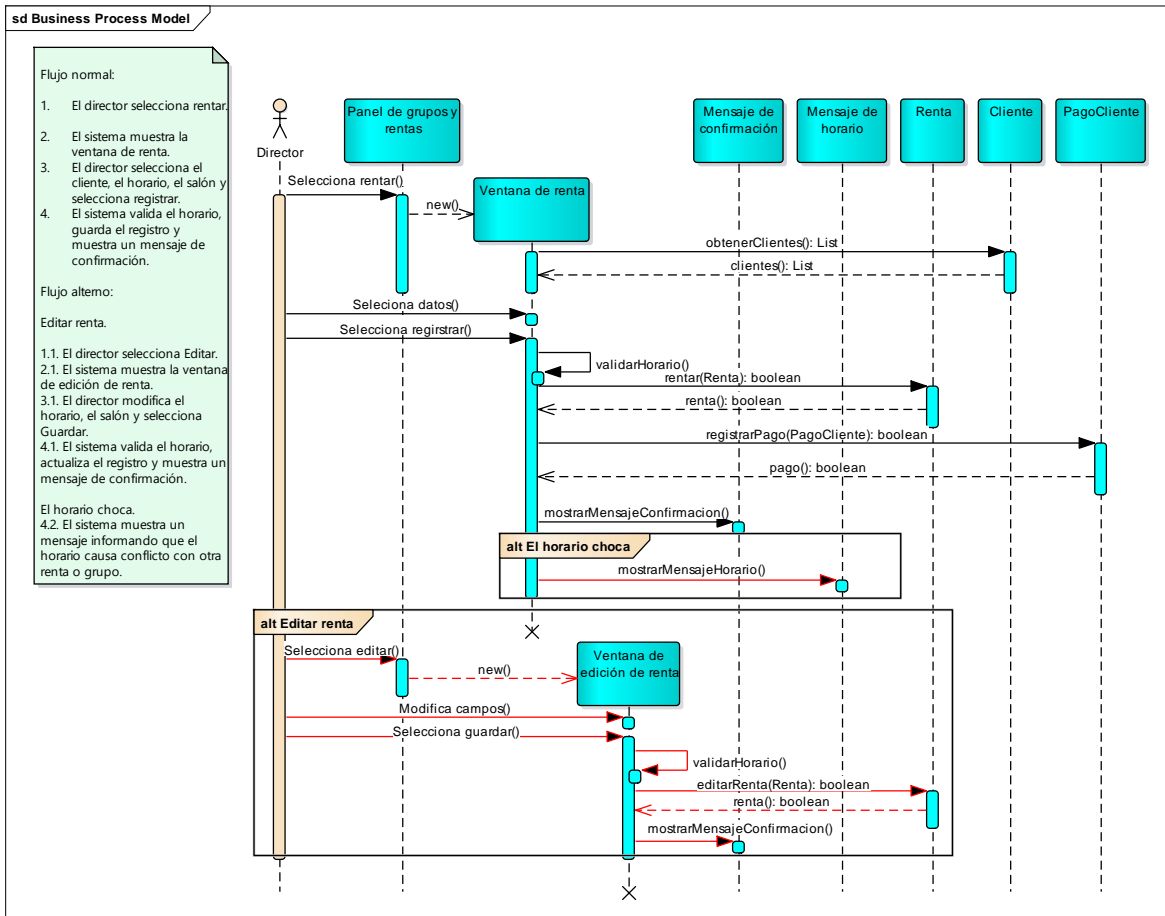 sd Business Process Model
Flujo normal:
1. El director selecciona rentar.
2. El sistema muestra la
ventana de renta.
3. El director selecciona el
cliente, el horario, el salón y
selecciona registrar.
4. El sistema valida el horario,
guarda el registro y
muestra un mensaje de
confirmación.
Flujo alterno:
Editar renta.
1.1. El director selecciona Editar.
2.1. El sistema muestra la ventana
de edición de renta.
3.1. El director modifica el
horario, el salón y selecciona
Guardar.
4.1. El sistema valida el horario,
actualiza el registro y muestra un
mensaje de confirmación.
El horario choca.
4.2. El sistema muestra un
mensaje informando que el
horario causa conflicto con otra
renta o grupo.
Director
Panel de grupos y
rentas
Mensaje de
confirmación
Mensaje de
horario
Renta
Cliente
PagoCliente
Selecciona rentar()
new()
Ventana de renta
obtenerClientes(): List
clientes(): List
Seleciona datos()
Selecciona regirstrar()
validarHorario()
rentar(Renta): boolean
renta(): boolean
registrarPago(PagoCliente): boolean
pago(): boolean
mostrarMensajeConfirmacion()
alt El horario choca
mostrarMensajeHorario()
alt Editar renta
Selecciona editar()
new()
Ventana de
edición de renta
Modifica campos()
Selecciona guardar()
validarHorario()
editarRenta(Renta): boolean
renta(): boolean
mostrarMensajeConfirmacion()